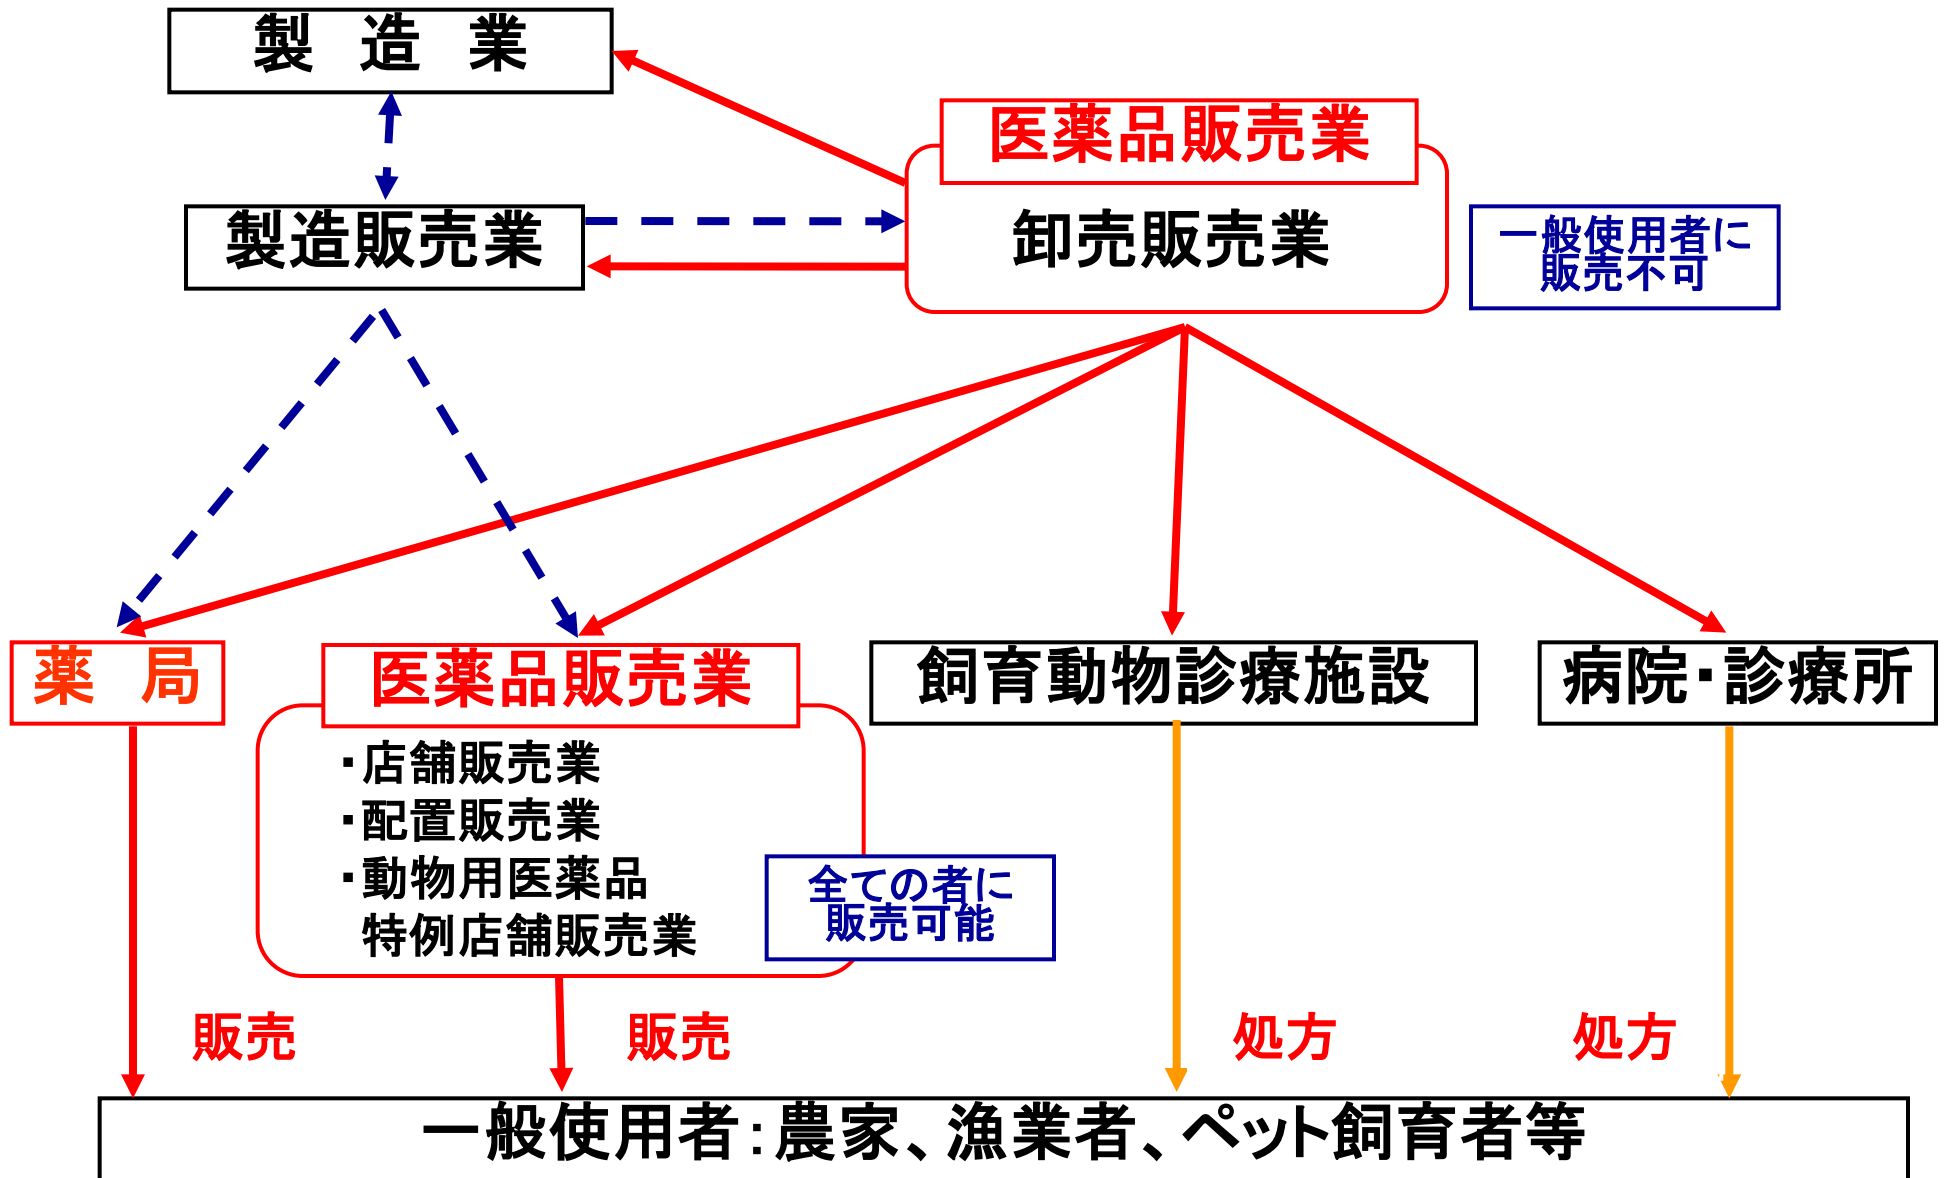 製　造　業
医薬品販売業
製造販売業
卸売販売業
一般使用者に
販売不可
薬　局
医薬品販売業
飼育動物診療施設
病院・診療所
・店舗販売業
・配置販売業
・動物用医薬品
特例店舗販売業
全ての者に
販売可能
販売
販売
処方
処方
一般使用者：農家、漁業者、ペット飼育者等